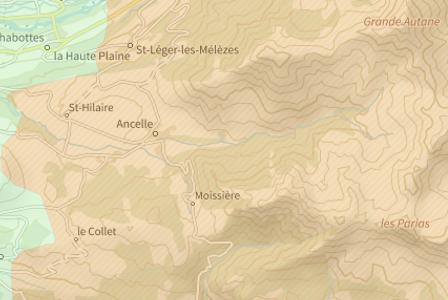 Grande Autane
habottes
St-Léger-les-Mélèzes
la Haute Plaine
St-Hilaire
Ancelle
Moissière
les Parias
le Collet